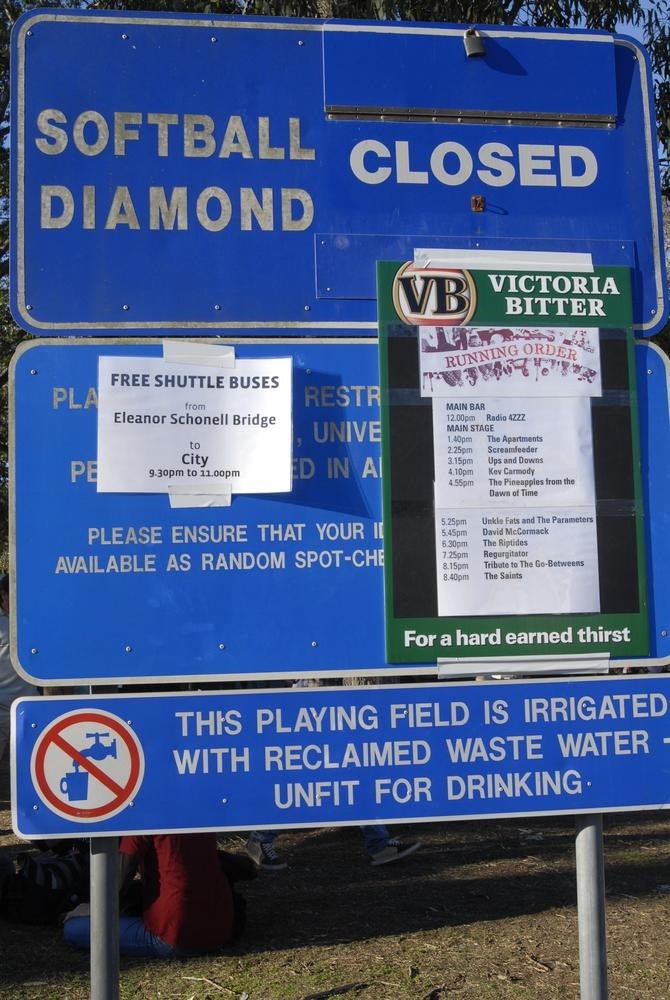 SOFTBALL
DIAMOND
CLOSED
VB
VICTORIA
BITTER
RUNNING ORDER
MAIN BAR
12.00pm Radio 4ZZZ
MAIN STAGE
1.40pm The Apartments
2.25pm Screamfeeder
3.15pm Ups and Downs
4.10pm Kev Carmody
4.55pm The Pineapples from the
Dawn of Time
5.25pm Unkle Fats and The Parameters
5.45pm David McCormack
6.30pm The Riptides
7.25pm Regurgitator
8.15pm Tribute to The Go-Betweens
8.40pm The Saints
For a hard earned thirst
FREE SHUTTLE BUSES
from
Eleanor Schonell Bridge
to
City
9.30pm to 11.00pm
PLA RESTR
, UNIVE
PE ED IN A
PLEASE ENSURE THAT YOUR I
AVAILABLE AS RANDOM SPOT-CHE
THIS PLAYING FIELD IS IRRIGATED
WITH RECLAIMED WASTE WATER -
UNFIT FOR DRINKING